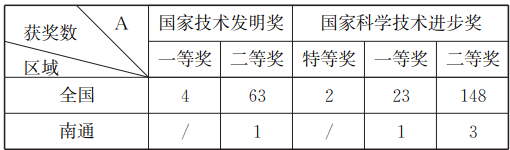 获奖数 A 国家技术发明奖 国家科学技术进步奖
区域 一等奖 二等奖 特等奖 一等奖 二等奖
全国 4 63 2 23 148
南通 / 1 / 1 3